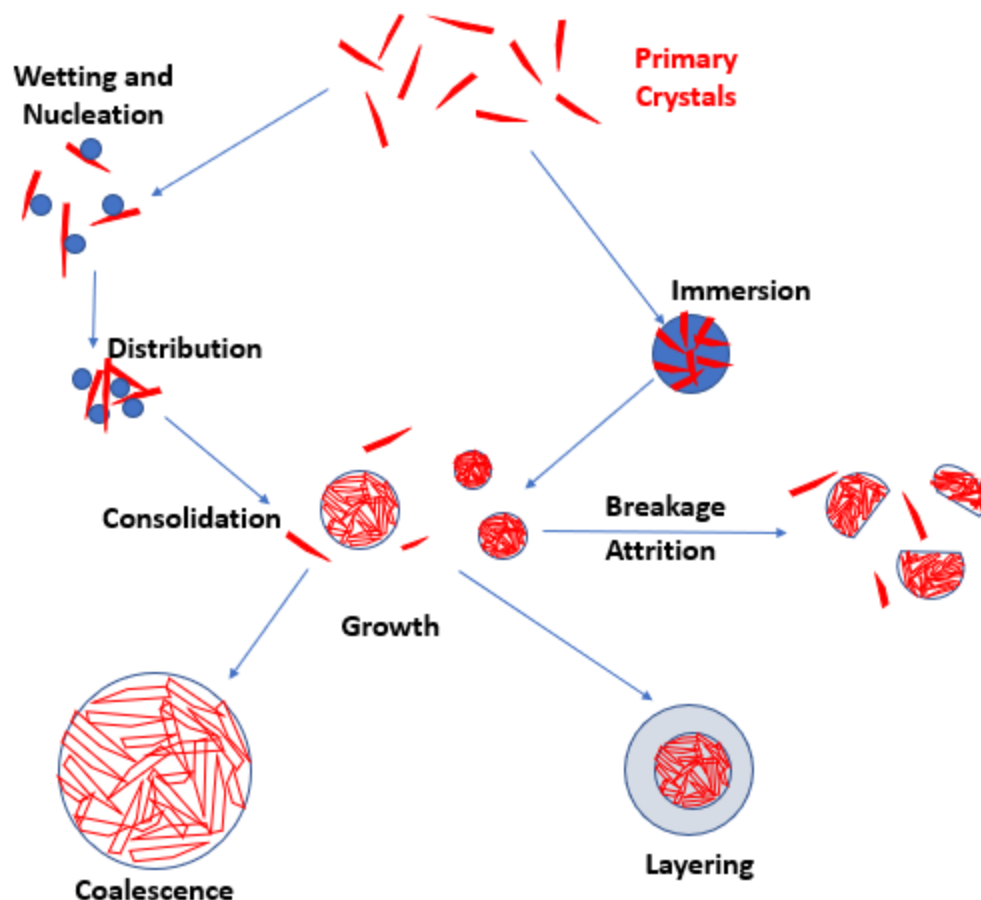 Primary
Crystals
Wetting and
Nucleation
Immersion
Distribution
Consolidation
Breakage
Attrition
Growth
Coalescence
Layering